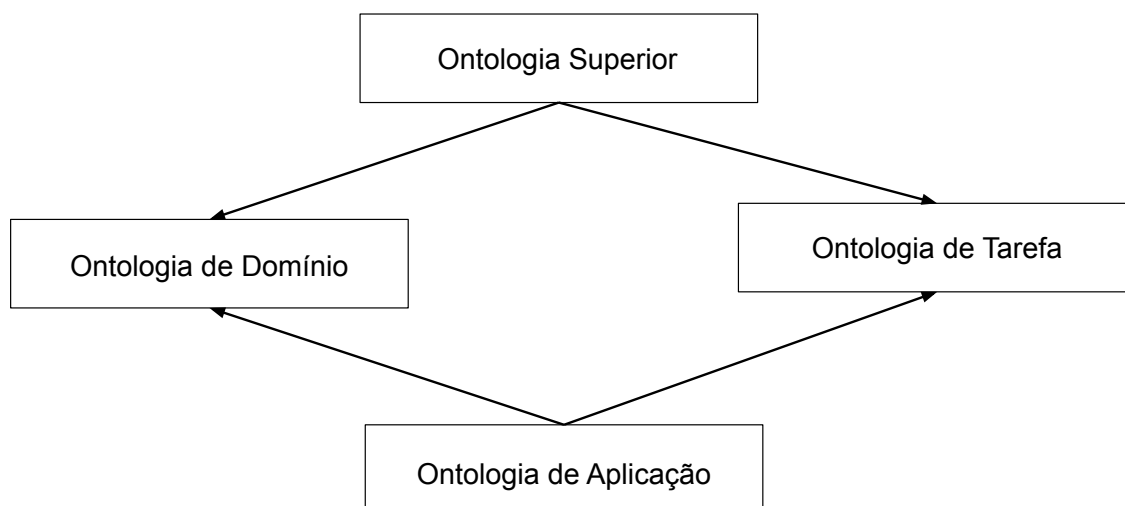 Ontologia Superior
Ontologia de Domínio
Ontologia de Tarefa
Ontologia de Aplicação